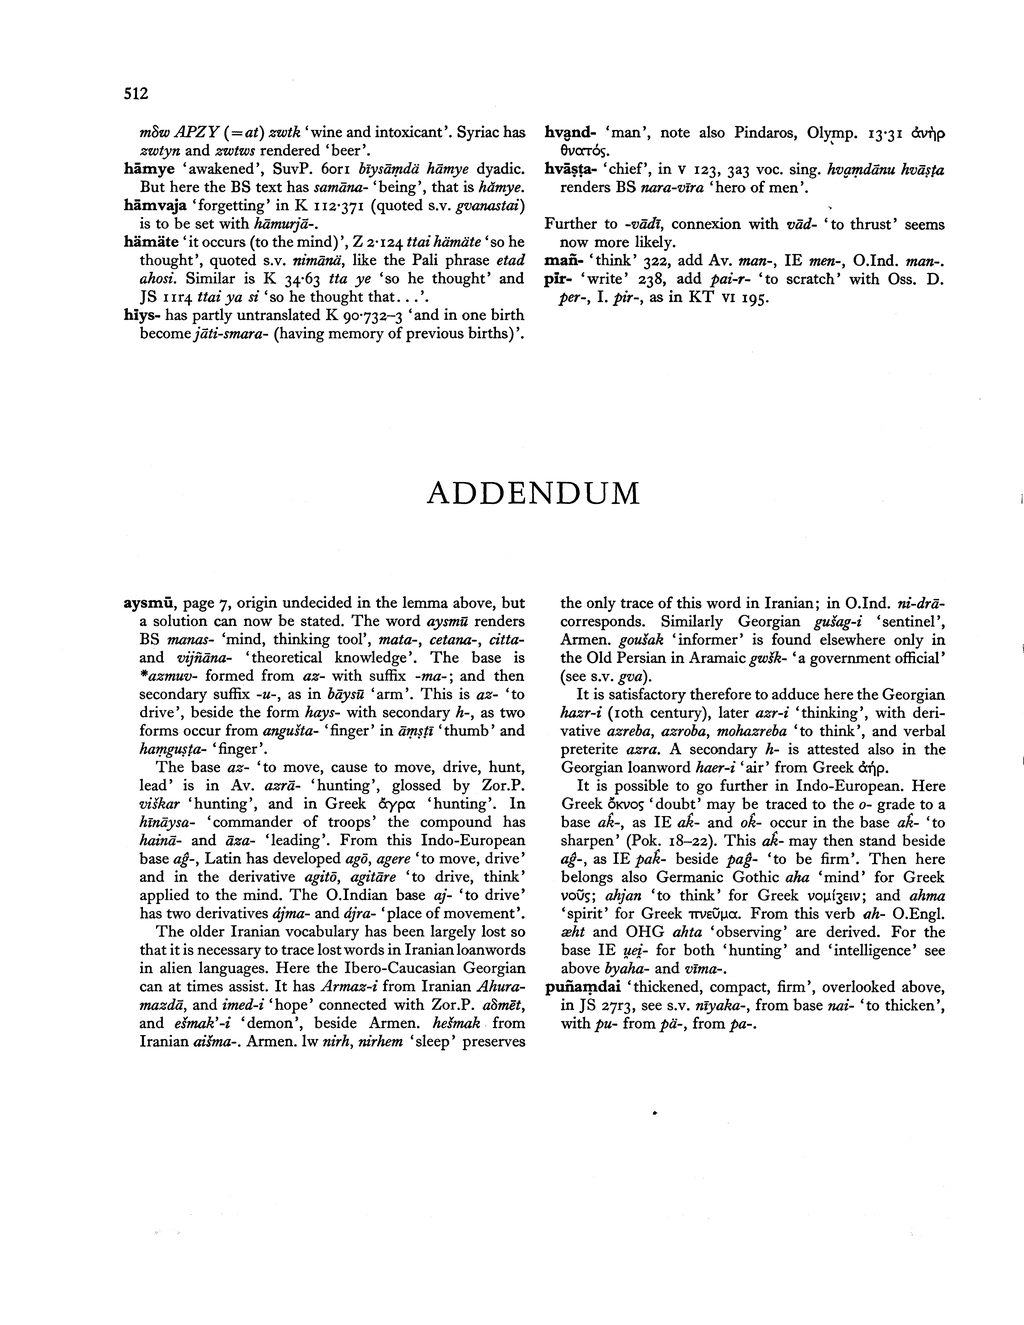 512
mδw APZY (=at) zwtk ‘wine and intoxicant’. Syriac has
zwtyn and zwtws rendered ‘beer’.
hāmye ‘awakened’, SuvP. 60r1 bīysāṃdä hāmye dyadic.
But here the BS text has samāna- ‘being’, that is hämye.
hāmvaja ‘forgetting’ in K 112·371 (quoted s.v. gvanastai)
is to be set with hāmurjā-.
hämäte ‘it occurs (to the mind)’, Z 2·124 ttai hämäte ‘so he
thought’, quoted s.v. nimānä, like the Pali phrase etad
ahosi. Similar is K 34·63 tta ye ‘so he thought’ and
JS 11r4 ttai ya si ‘so he thought that...’.
hiys- has partly untranslated K 90·732–3 ‘and in one birth
become jāti-smara- (having memory of previous births)’.
hvąnd- ‘man’, note also Pindaros, Olymp. 13·31 ἀνὴρ
θνατός.
hvāṣṭa- ‘chief’, in V 123, 3a3 voc. sing. hvaṃdānu hvāṣṭa
renders BS nara-vīra ‘hero of men’.
Further to -vādī, connexion with vād- ‘to thrust’ seems
now more likely.
mañ- ‘think’ 322, add Av. man-, IE men-, O.Ind. man-.
pīr- ‘write’ 238, add pai-r- ‘to scratch’ with Oss. D.
per-, I. pir-, as in KT VI 195.
ADDENDUM
aysmū, page 7, origin undecided in the lemma above, but
a solution can now be stated. The word aysmū renders
BS manas- ‘mind, thinking tool’, mata-, cetana-, citta-
and vijñāna- ‘theoretical knowledge’. The base is
*azmuv- formed from az- with suffix -ma-; and then
secondary suffix -u-, as in bāysū ‘arm’. This is az- ‘to
drive’, beside the form hays- with secondary h-, as two
forms occur from angušta- ‘finger’ in āṃṣṭī ‘thumb’ and
haṃguṣṭa- ‘finger’.
The base az- ‘to move, cause to move, drive, hunt,
lead’ is in Av. azrā- ‘hunting’, glossed by Zor.P.
viškar ‘hunting’, and in Greek ἄγρα ‘hunting’. In
hīnāysa- ‘commander of troops’ the compound has
hainā- and āza- ‘leading’. From this Indo-European
base aĝ-, Latin has developed agō, agere ‘to move, drive’
and in the derivative agitō, agitāre ‘to drive, think’
applied to the mind. The O.Indian base aj- ‘to drive’
has two derivatives ájma- and ájra- ‘place of movement’.
The older Iranian vocabulary has been largely lost so
that it is necessary to trace lost words in Iranian loanwords
in alien languages. Here the Ibero-Caucasian Georgian
can at times assist. It has Armaz-i from Iranian Ahura-
mazdā, and imed-i ‘hope’ connected with Zor.P. aδmēt,
and ešmak’-i ‘demon’, beside Armen. hešmak from
Iranian aišma-. Armen. lw nirh, nirhem ‘sleep’ preserves
the only trace of this word in Iranian; in O.Ind. ni-drā-
corresponds. Similarly Georgian gušag-i ‘sentinel’,
Armen. goušak ‘informer’ is found elsewhere only in
the Old Persian in Aramaic gwšk- ‘a government official’
(see s.v. gva).
It is satisfactory therefore to adduce here the Georgian
hazr-i (10th century), later azr-i ‘thinking’, with deri-
vative azreba, azroba, mohazreba ‘to think’, and verbal
preterite azra. A secondary h- is attested also in the
Georgian loanword haer-i ‘air’ from Greek ἀήρ.
It is possible to go further in Indo-European. Here
Greek ὄκνος ‘doubt’ may be traced to the o- grade to a
base ak̂-, as IE ak̂- and ok̂- occur in the base ak̂- ‘to
sharpen’ (Pok. 18–22). This ak̂- may then stand beside
aĝ-, as IE pak̂- beside paĝ- ‘to be firm’. Then here
belongs also Germanic Gothic aha ‘mind’ for Greek
νοῦς; ahjan ‘to think’ for Greek νομίζειν; and ahma
‘spirit’ for Greek πνεῦμα. From this verb ah- O.Engl.
æht and OHG ahta ‘observing’ are derived. For the
base IE u̯ei̯- for both ‘hunting’ and ‘intelligence’ see
above byaha- and vīma-.
puñaṃdai ‘thickened, compact, firm’, overlooked above,
in JS 27r3, see s.v. nīyaka-, from base nai- ‘to thicken’,
with pu- from pä-, from pa-.